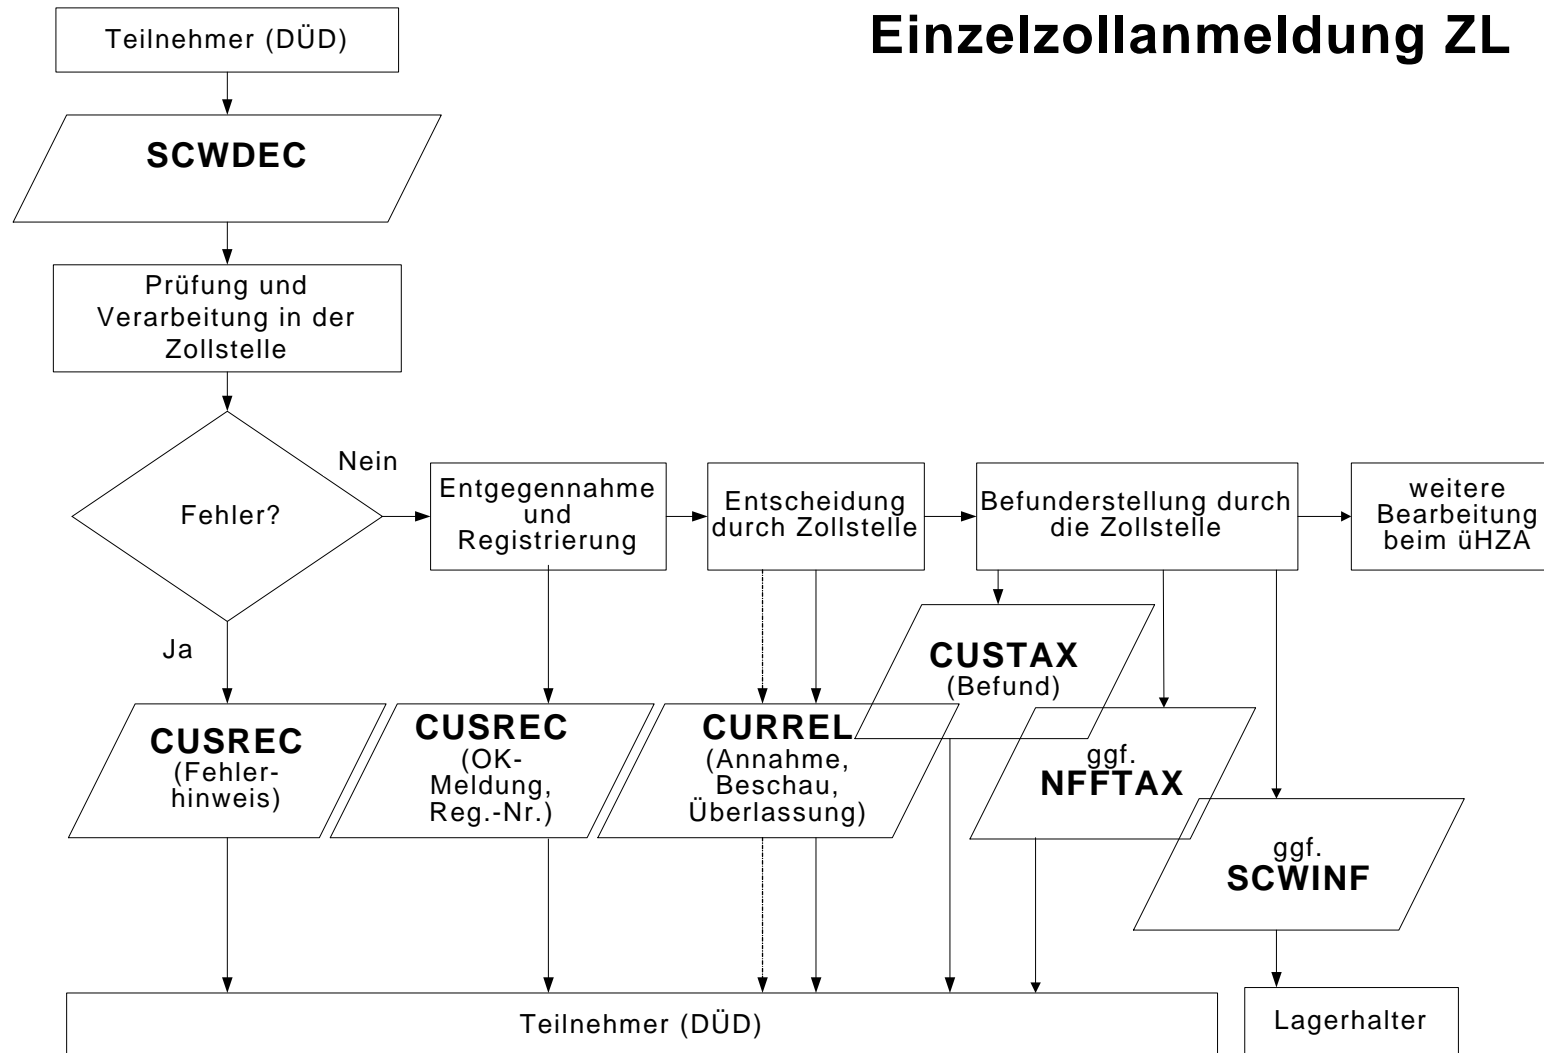 Einzelzollanmeldung ZL
Teilnehmer (DÜD)
SCWDEC
Prüfung und
Verarbeitung in der
Zollstelle
Fehler?
Nein
Ja
Entgegennahme
und
Registrierung
Entscheidung
durch Zollstelle
Befunderstellung durch
die Zollstelle
weitere
Bearbeitung
beim üHZA
CUSREC
(Fehler-
hinweis)
CUSREC
(OK-
Meldung,
Reg.-Nr.)
CURREL
(Annahme,
Beschau,
Überlassung)
CUSTAX
(Befund)
ggf.
NFFTAX
ggf.
SCWINF
Teilnehmer (DÜD)
Lagerhalter